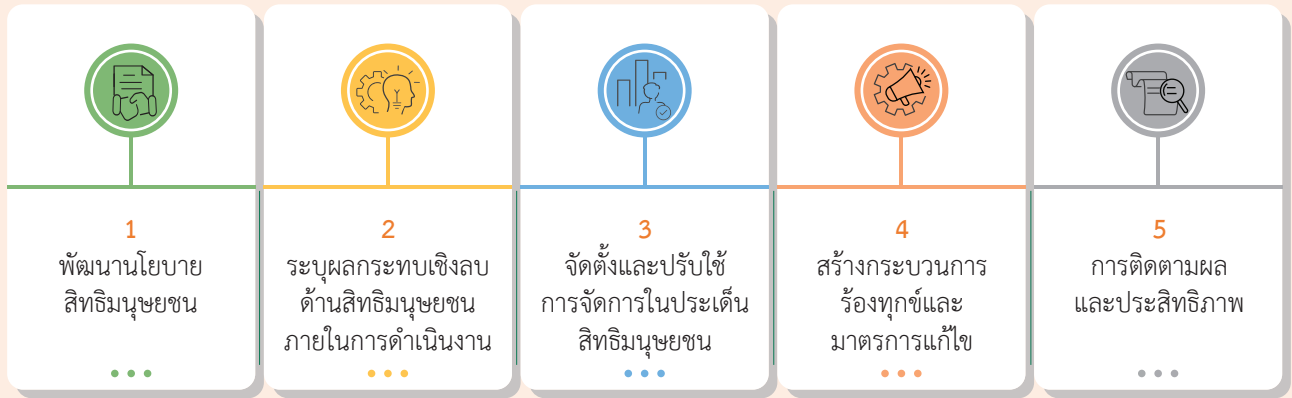 1
พัฒนานโยบาย
สิทธิมนุษยชน
2
ระบุผลกระทบเชิงลบ
ด้านสิทธิมนุษยชน
ภายในการดำเนินงาน
3
จัดตั้งและปรับใช้
การจัดการในประเด็น
สิทธิมนุษยชน
4
สร้างกระบวนการ
ร้องทุกข์และ
มาตรการแก้ไข
5
การติดตามผล
และประสิทธิภาพ